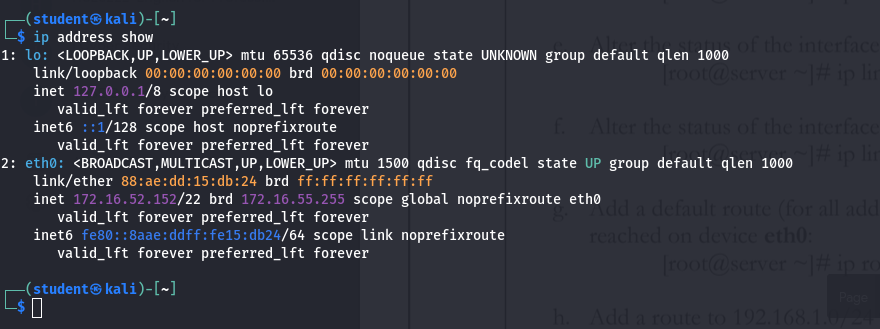 ┌──(student㉿kali)-[~]
└─$ ip address show
1: lo: <LOOPBACK,UP,LOWER_UP> mtu 65536 qdisc noqueue state UNKNOWN group default qlen 1000
    link/loopback 00:00:00:00:00:00 brd 00:00:00:00:00:00
    inet 127.0.0.1/8 scope host lo
       valid_lft forever preferred_lft forever
    inet6 ::1/128 scope host noprefixroute
       valid_lft forever preferred_lft forever
2: eth0: <BROADCAST,MULTICAST,UP,LOWER_UP> mtu 1500 qdisc fq_codel state UP group default qlen 1000
    link/ether 88:ae:dd:15:db:24 brd ff:ff:ff:ff:ff:ff
    inet 172.16.52.152/22 brd 172.16.55.255 scope global noprefixroute eth0
       valid_lft forever preferred_lft forever
    inet6 fe80::8aae:ddff:fe15:db24/64 scope link noprefixroute
       valid_lft forever preferred_lft forever
┌──(student㉿kali)-[~]
└─$
Alter the status of the interface
[root@server ~]# ip lin
f. Alter the status of the interface
[root@server ~]# ip lin
g. Add a default route (for all add
reached on device eth0:
[root@server ~]# ip ro
h. Add a route to 192.168.1.0/24
Page